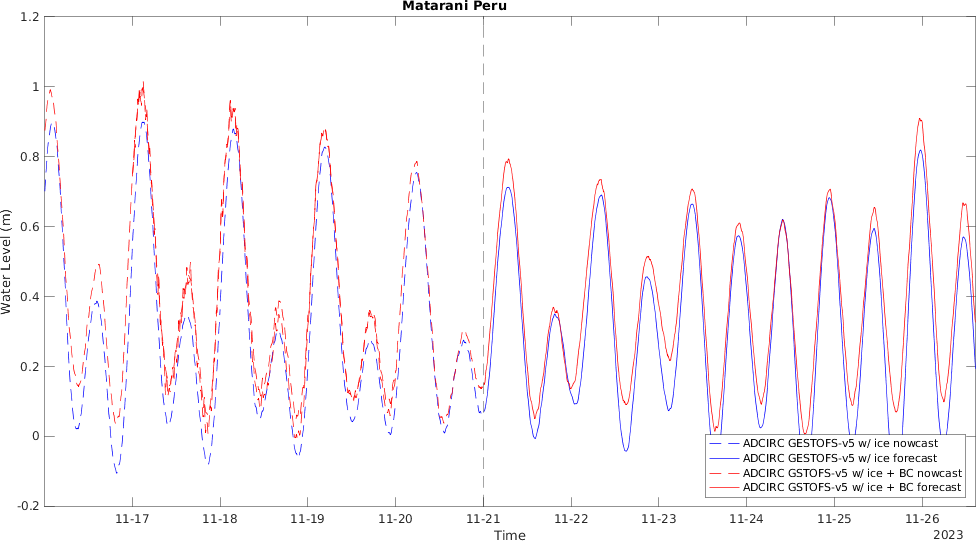 Matarani Peru
1.2
1
0.8
0.6
0.4
0.2
0
-0.2
Water Level (m)
11-17 11-18 11-19 11-20 11-21 11-22 11-23 11-24 11-25 11-26
Time
2023
ADCIRC GESTOFS-v5 w/ ice nowcast
ADCIRC GESTOFS-v5 w/ ice forecast
ADCIRC GSTOFS-v5 w/ ice + BC nowcast
ADCIRC GSTOFS-v5 w/ ice + BC forecast